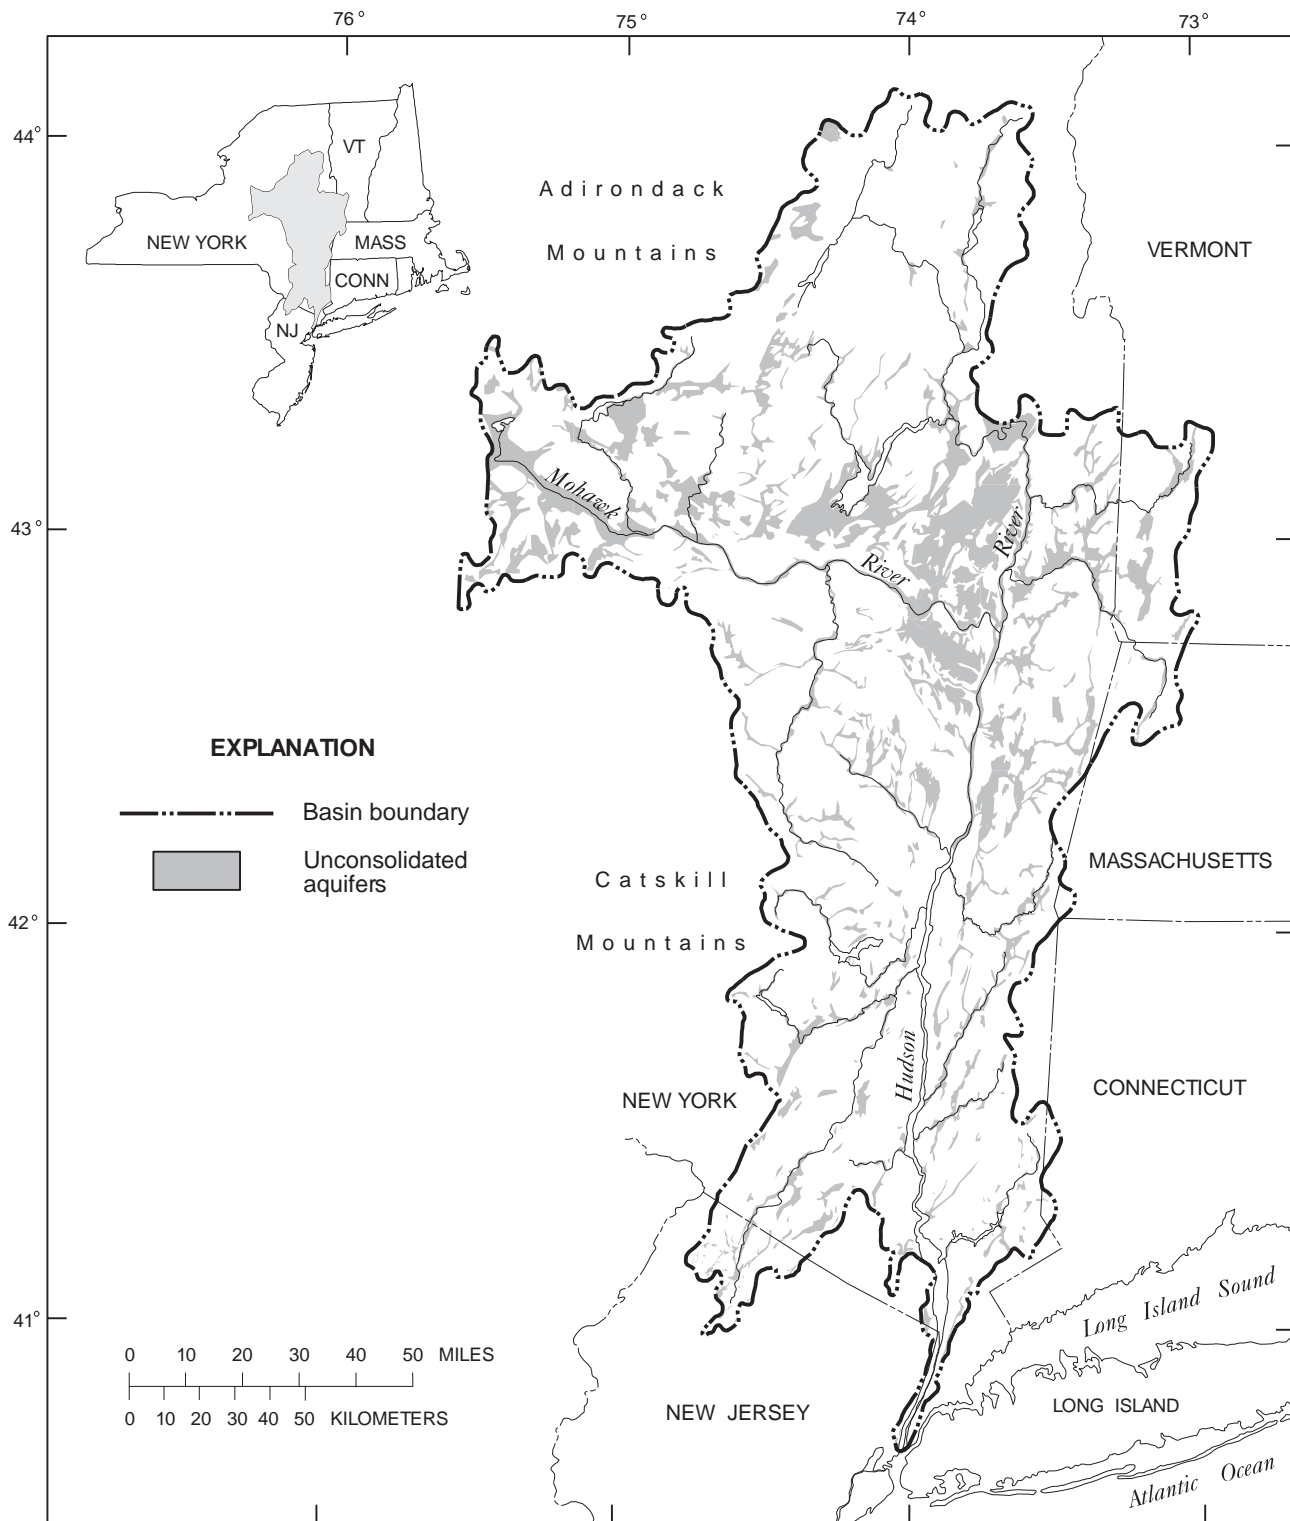 76°
75°
74°
73°
44°
VT
Adirondack
Mountains
NEW YORK
MASS
VERMONT
CONN
NJ
Mohawk
43°
River
River
EXPLANATION
Basin boundary
Unconsolidated
aquifers
MASSACHUSETTS
Catskill
Mountains
42°
Hudson
NEW YORK
CONNECTICUT
Long Island Sound
41°
0 10 20 30 40 50 MILES
0 10 20 30 40 50 KILOMETERS
NEW JERSEY
LONG ISLAND
Atlantic Ocean